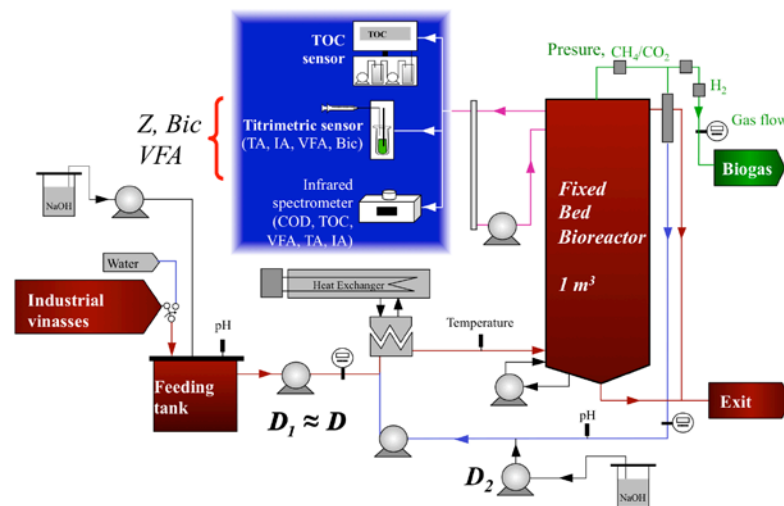 TOC
TOC
sensor
Titrimetric sensor
(TA, IA, VFA, Bic)
Infrared
spectrometer
(COD, TOC,
VFA, TA, IA)
Z, Bic
VFA
Presure, CH₄/CO₂
H₂
Gas flow
Biogas
NaOH
Water
Industrial
vinasses
pH
Feeding
tank
Heat Exchanger
Temperature
Fixed
Bed
Bioreactor
1 m³
D₁ ≈ D
pH
D₂
NaOH
Exit